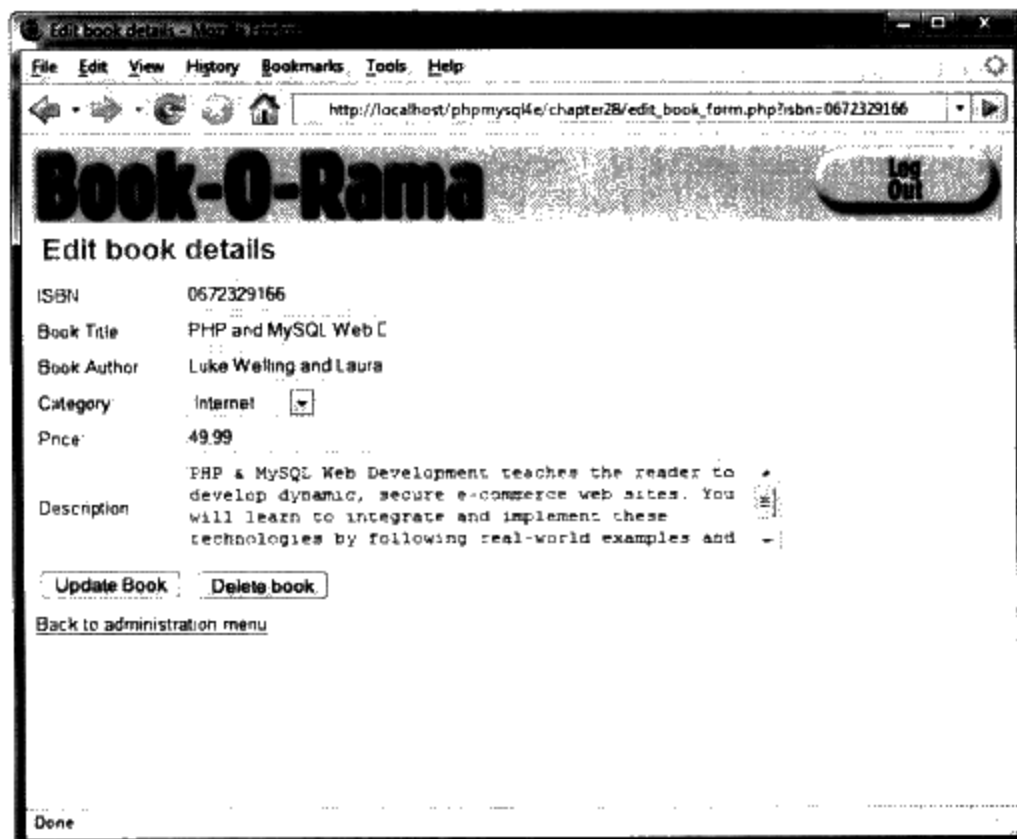 Edit book details - Mozilla Firefox
File Edit View History Bookmarks Tools Help
http://localhost/phpmysql4e/chapter28/edit_book_form.php?isbn=0672329166
Book-O-Rama
Log Out
Edit book details
ISBN 0672329166
Book Title PHP and MySQL Web D
Book Author Luke Welling and Laura
Category Internet
Price: 49.99
Description
PHP & MySQL Web Development teaches the reader to
develop dynamic, secure e-commerce web sites. You
will learn to integrate and implement these
technologies by following real-world examples and
Update Book Delete book
Back to administration menu
Done